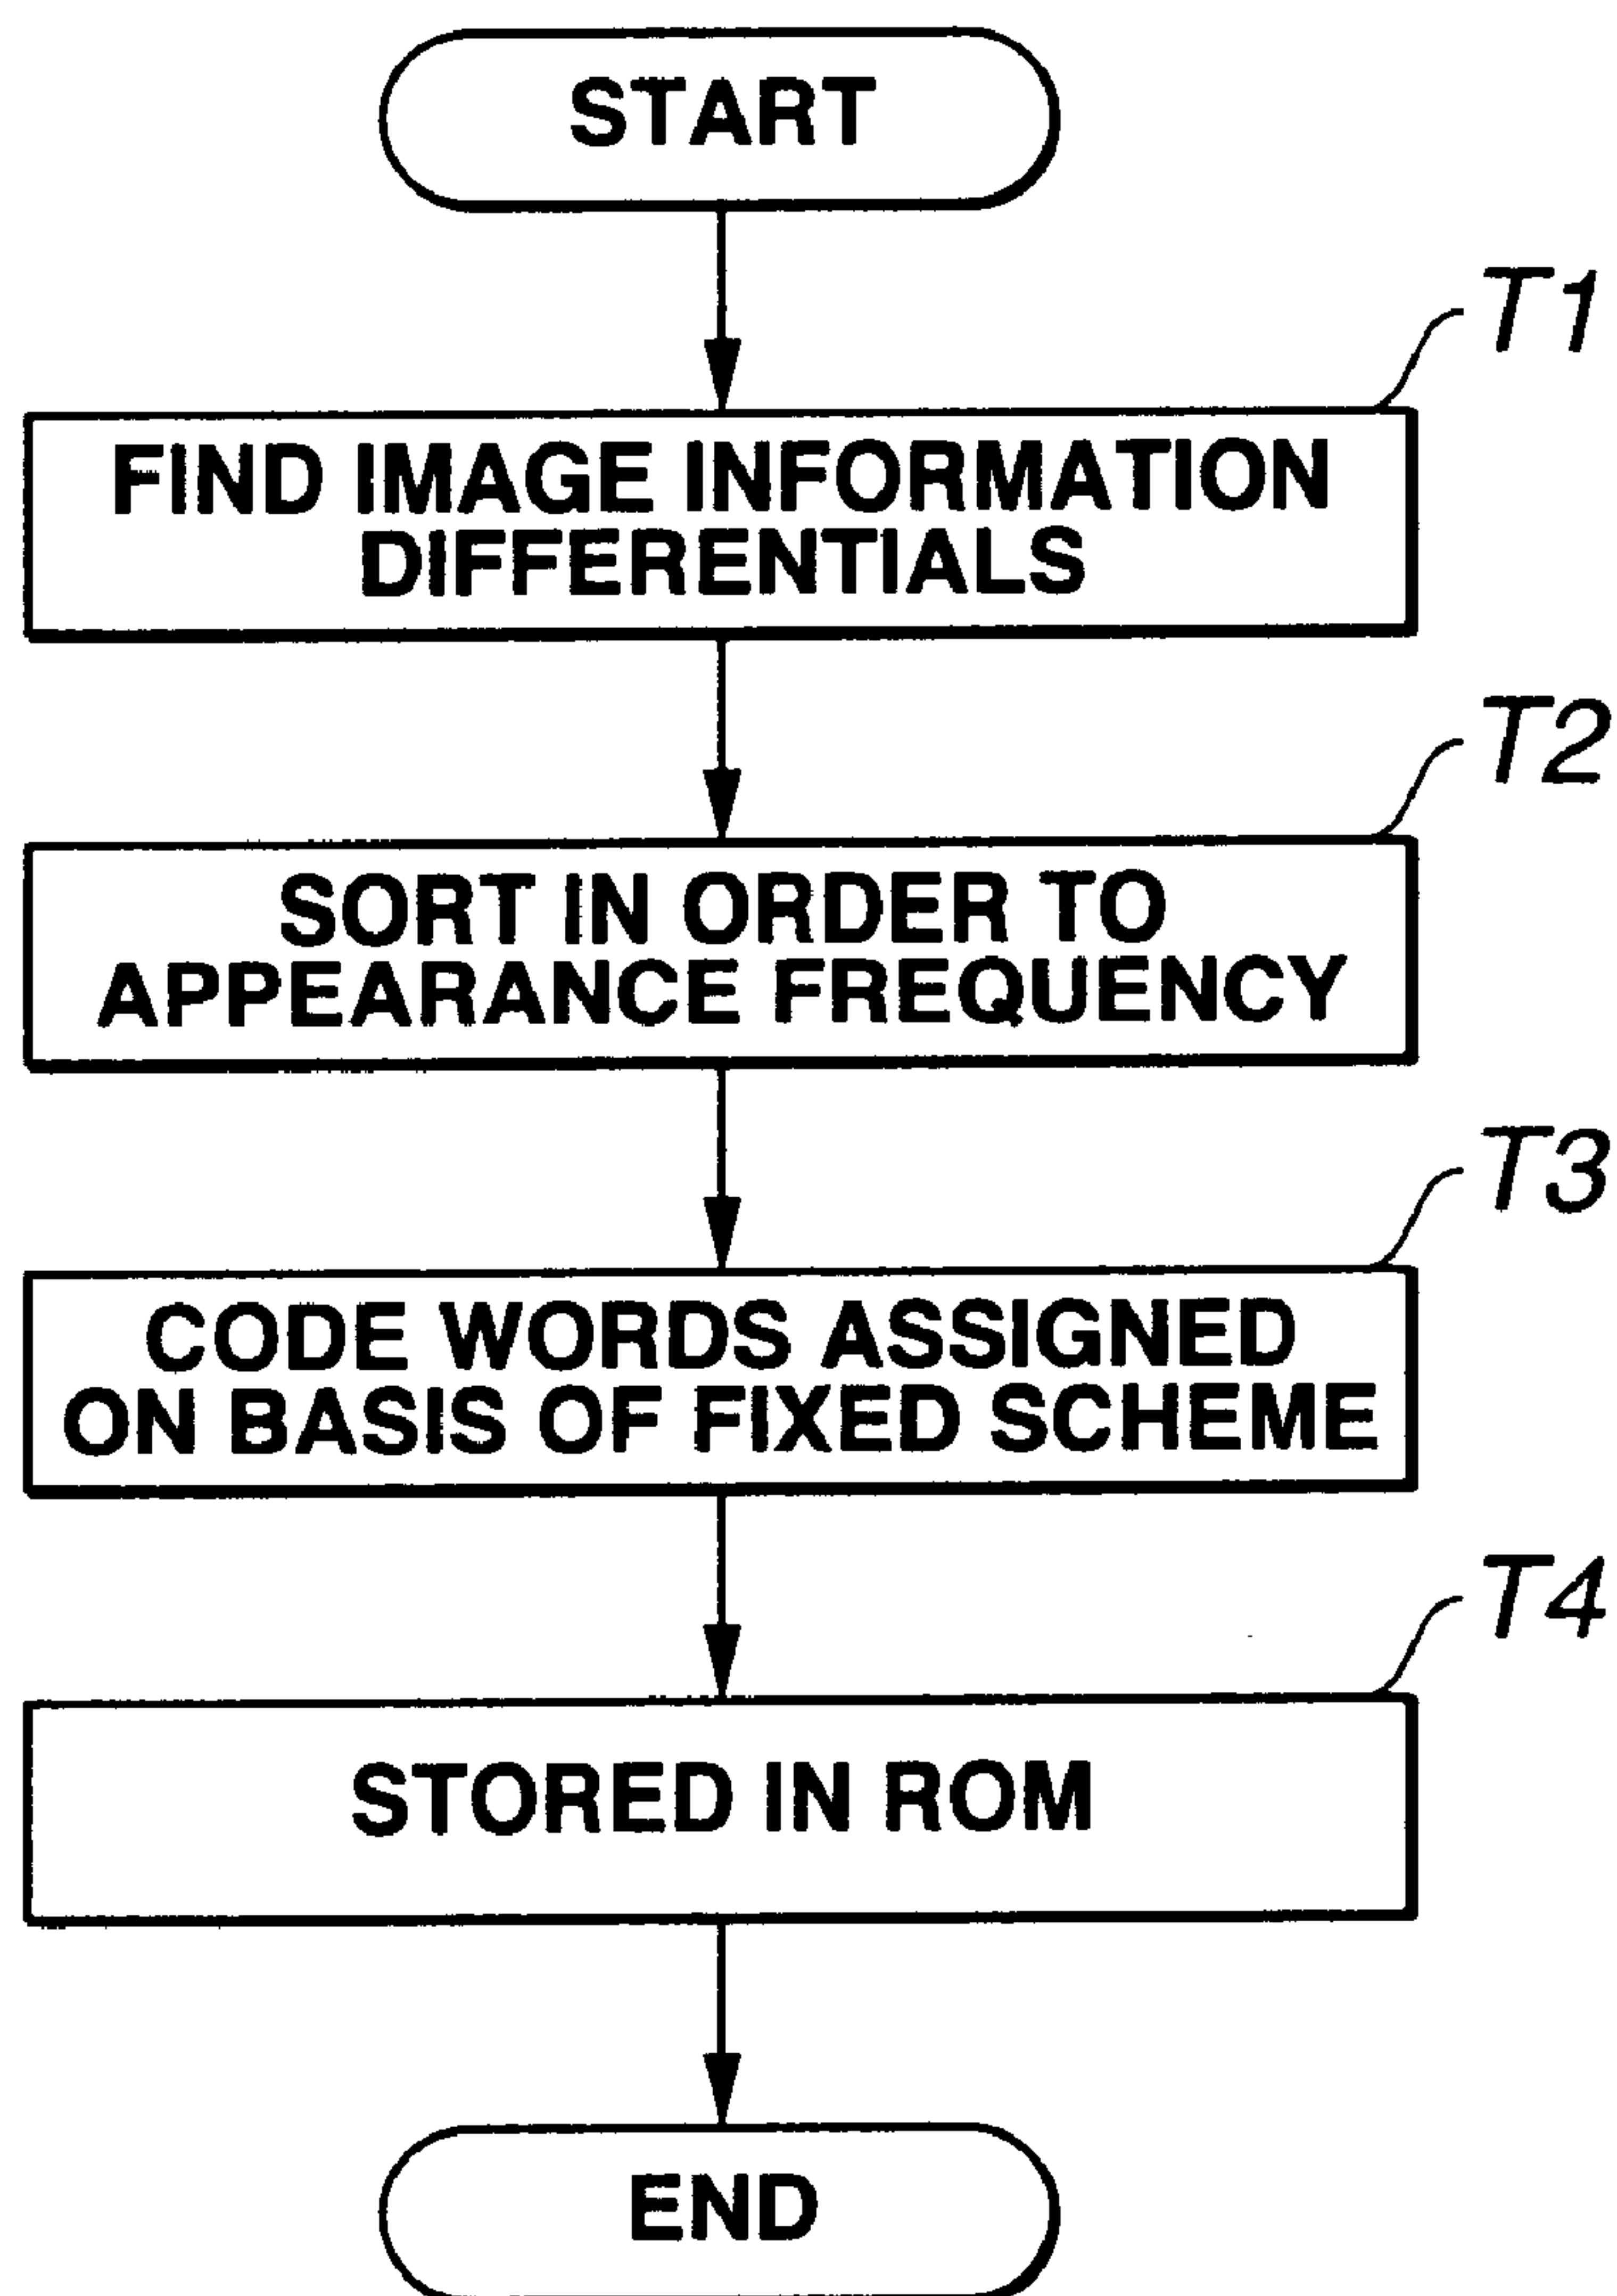 START
T1
FIND IMAGE INFORMATION
DIFFERENTIALS
T2
SORT IN ORDER TO
APPEARANCE FREQUENCY
T3
CODE WORDS ASSIGNED
ON BASIS OF FIXED SCHEME
T4
STORED IN ROM
END